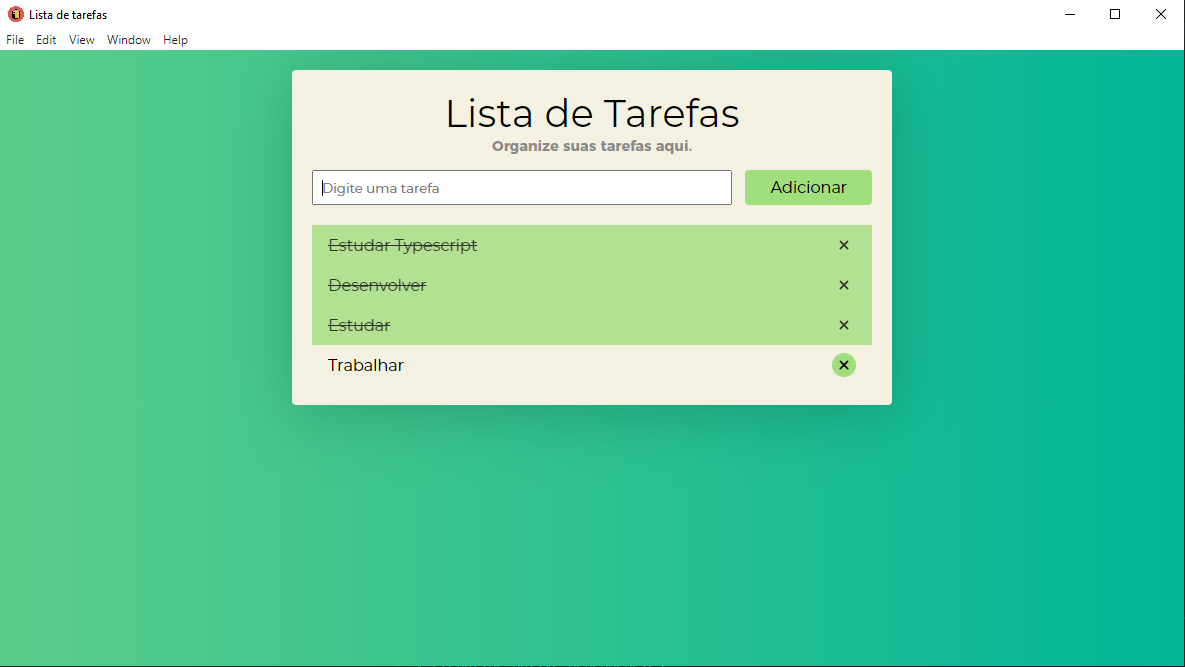 Lista de tarefas
File Edit View Window Help
Lista de Tarefas
Organize suas tarefas aqui.
Digite uma tarefa Adicionar
Estudar Typescript ×
Desenvolver ×
Estudar ×
Trabalhar ×